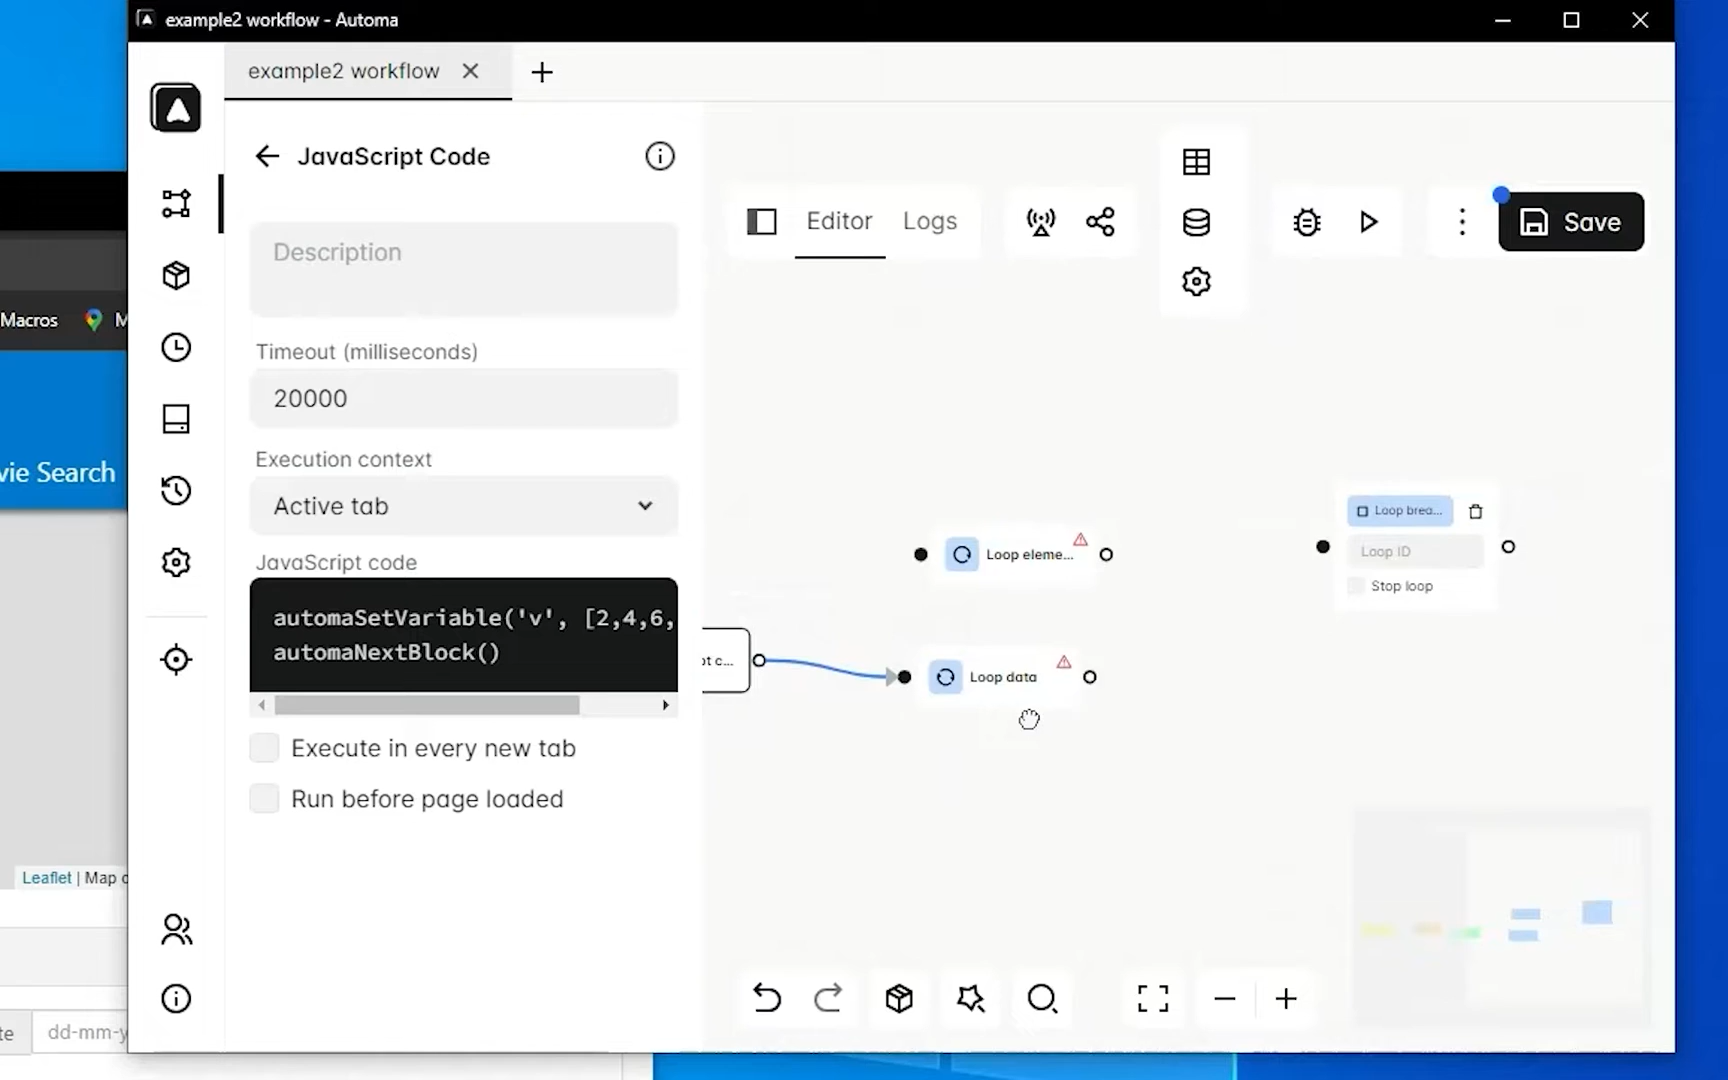 example2 workflow - Automa
example2 workflow
JavaScript Code
Description
Timeout (milliseconds)
20000
Execution context
Active tab
JavaScript code
automaSetVariable('v', [2,4,6,
automaNextBlock()
Execute in every new tab
Run before page loaded
Editor
Logs
Save
Loop eleme...
pt c...
Loop data
Loop brea...
Loop ID
Stop loop
Macros
M
vie Search
Leaflet | Map o
te
dd-mm-y